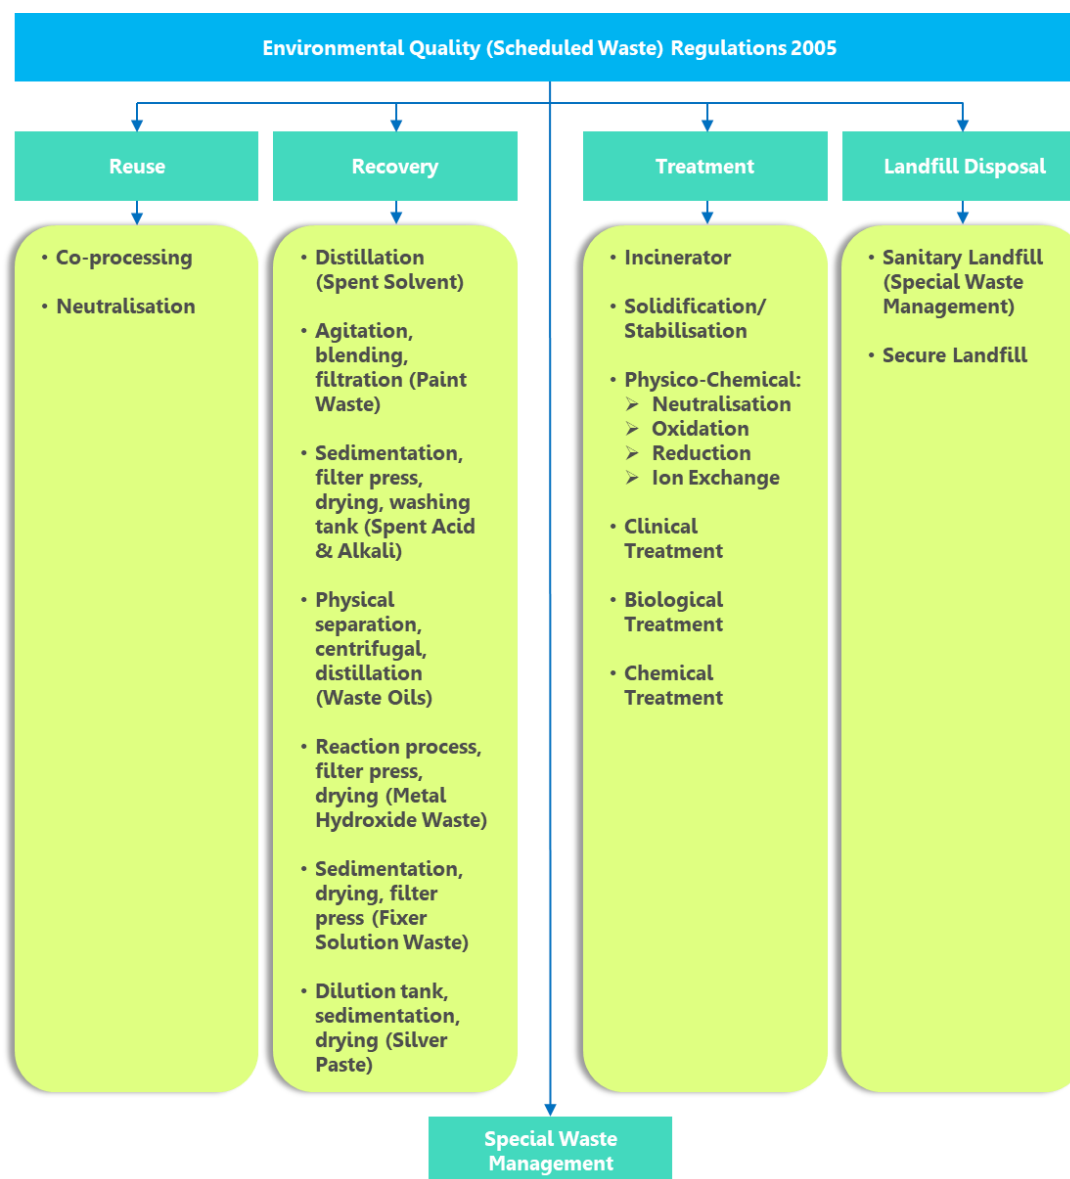 Environmental Quality (Scheduled Waste) Regulations 2005
Reuse
• Co-processing
• Neutralisation
Recovery
• Distillation
(Spent Solvent)
• Agitation,
blending,
filtration (Paint
Waste)
• Sedimentation,
filter press,
drying, washing
tank (Spent Acid
& Alkali)
• Physical
separation,
centrifugal,
distillation
(Waste Oils)
• Reaction process,
filter press,
drying (Metal
Hydroxide Waste)
• Sedimentation,
drying, filter
press (Fixer
Solution Waste)
• Dilution tank,
sedimentation,
drying (Silver
Paste)
Treatment
• Incinerator
• Solidification/
Stabilisation
• Physico-Chemical:
➢ Neutralisation
➢ Oxidation
➢ Reduction
➢ Ion Exchange
• Clinical
Treatment
• Biological
Treatment
• Chemical
Treatment
Landfill Disposal
• Sanitary Landfill
(Special Waste
Management)
• Secure Landfill
Special Waste
Management